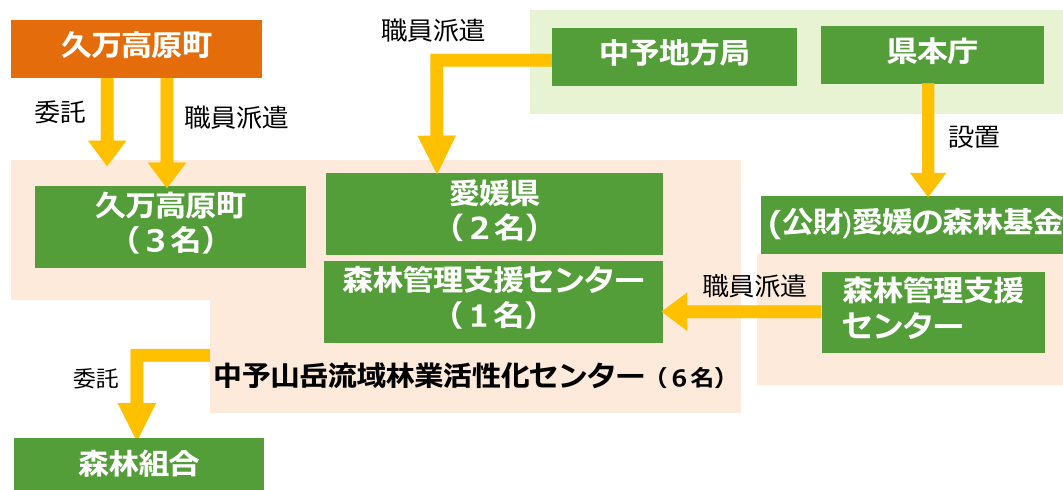 久万高原町
職員派遣
中予地方局
県本庁
委託
職員派遣
設置
久万高原町
（３名）
愛媛県
（２名）
(公財)愛媛の森林基金
森林管理支援センター
（１名）
職員派遣
森林管理支援
センター
中予山岳流域林業活性化センター（６名）
委託
森林組合